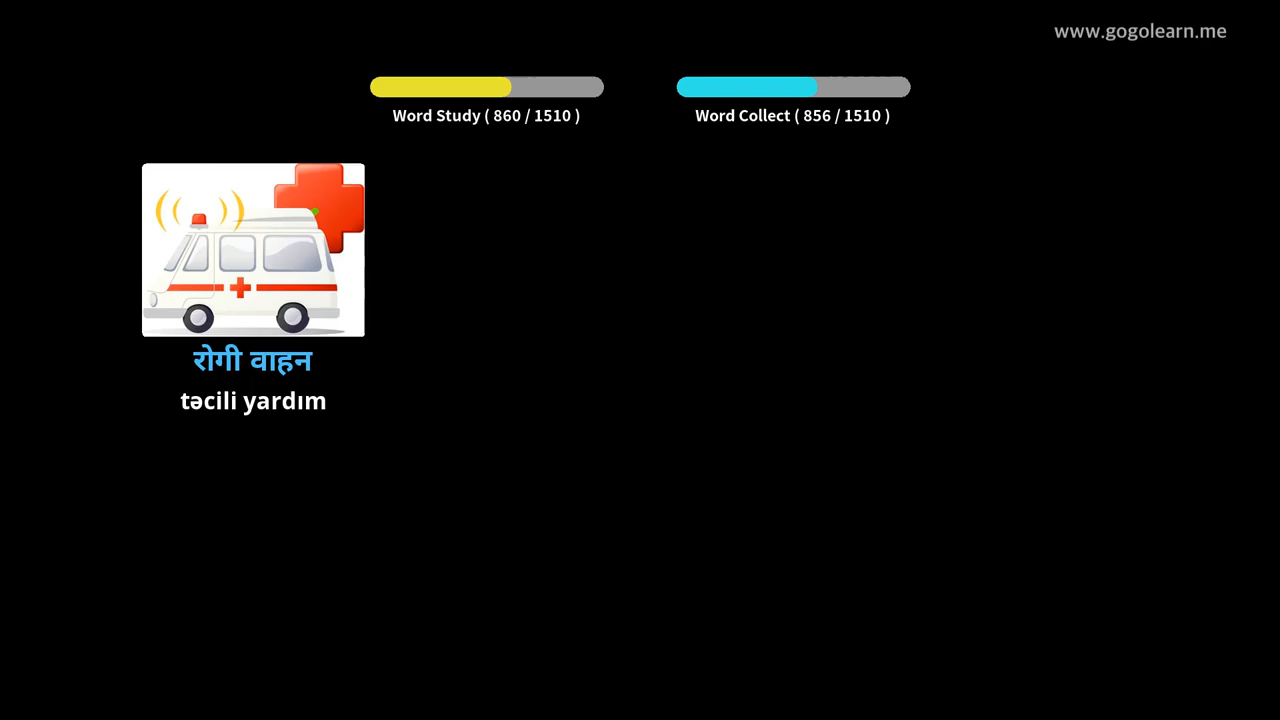 www.gogolearn.me
Word Study ( 860 / 1510 )
Word Collect ( 856 / 1510 )
रोगी वाहन
təcili yardım